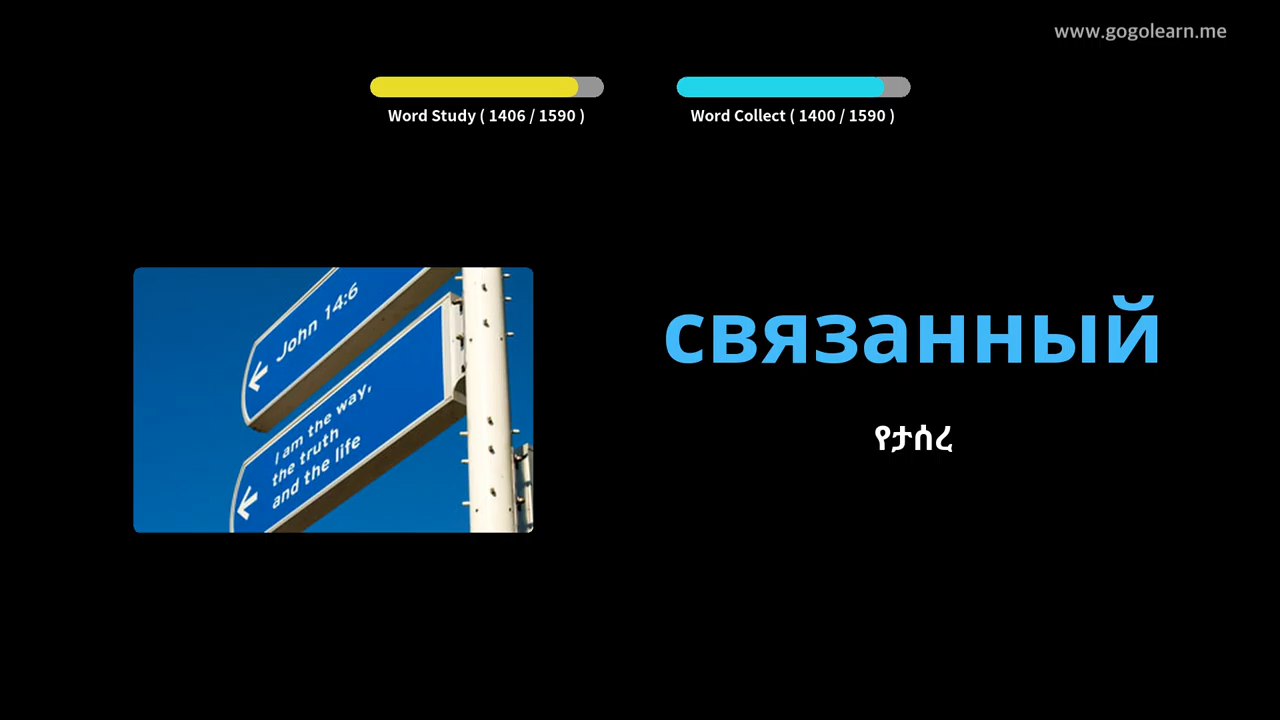 www.gogolearn.me
Word Study ( 1406 / 1590 )
Word Collect ( 1400 / 1590 )
John 14:6
I am the way,
the truth
and the life
связанный
የታሰረ